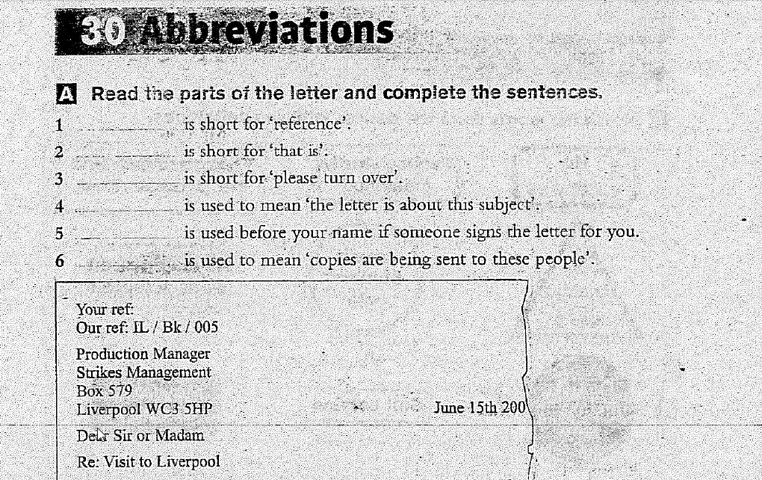 30 Abbreviations
A Read the parts of the letter and complete the sentences.
1 is short for 'reference'.
2 is short for 'that is'.
3 is short for 'please turn over'.
4 is used to mean 'the letter is about this subject'.
5 is used before your name if someone signs the letter for you.
6 is used to mean 'copies are being sent to these people'.
Your ref:
Our ref: IL / Bk / 005
Production Manager
Strikes Management
Box 579
Liverpool WC3 5HP June 15th 200
Dear Sir or Madam
Re: Visit to Liverpool